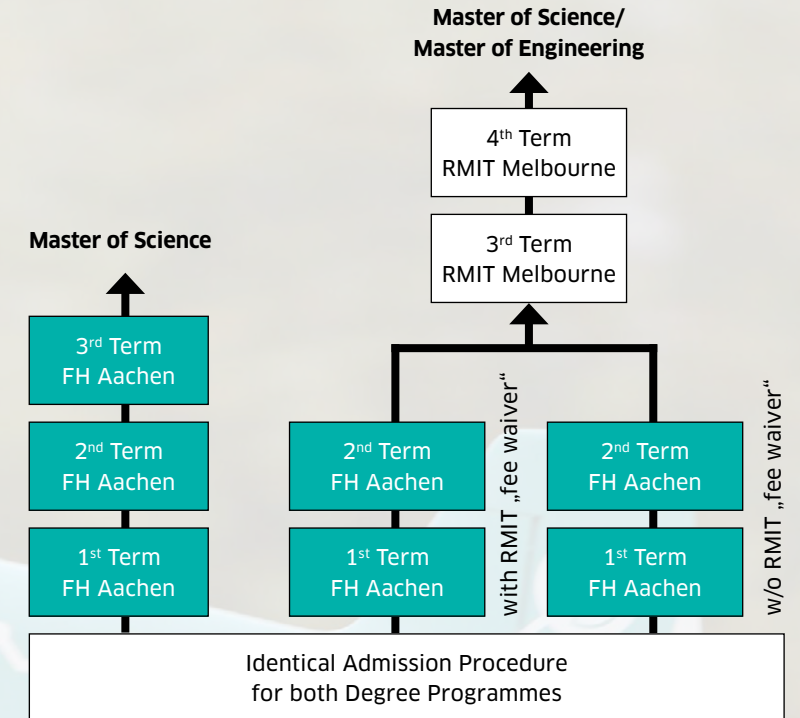 Master of Science/
Master of Engineering
4th Term
RMIT Melbourne
3rd Term
RMIT Melbourne
Master of Science
3rd Term
FH Aachen
2nd Term
FH Aachen
1st Term
FH Aachen
2nd Term
FH Aachen
1st Term
FH Aachen
with RMIT „fee waiver“
2nd Term
FH Aachen
1st Term
FH Aachen
w/o RMIT „fee waiver“
Identical Admission Procedure
for both Degree Programmes